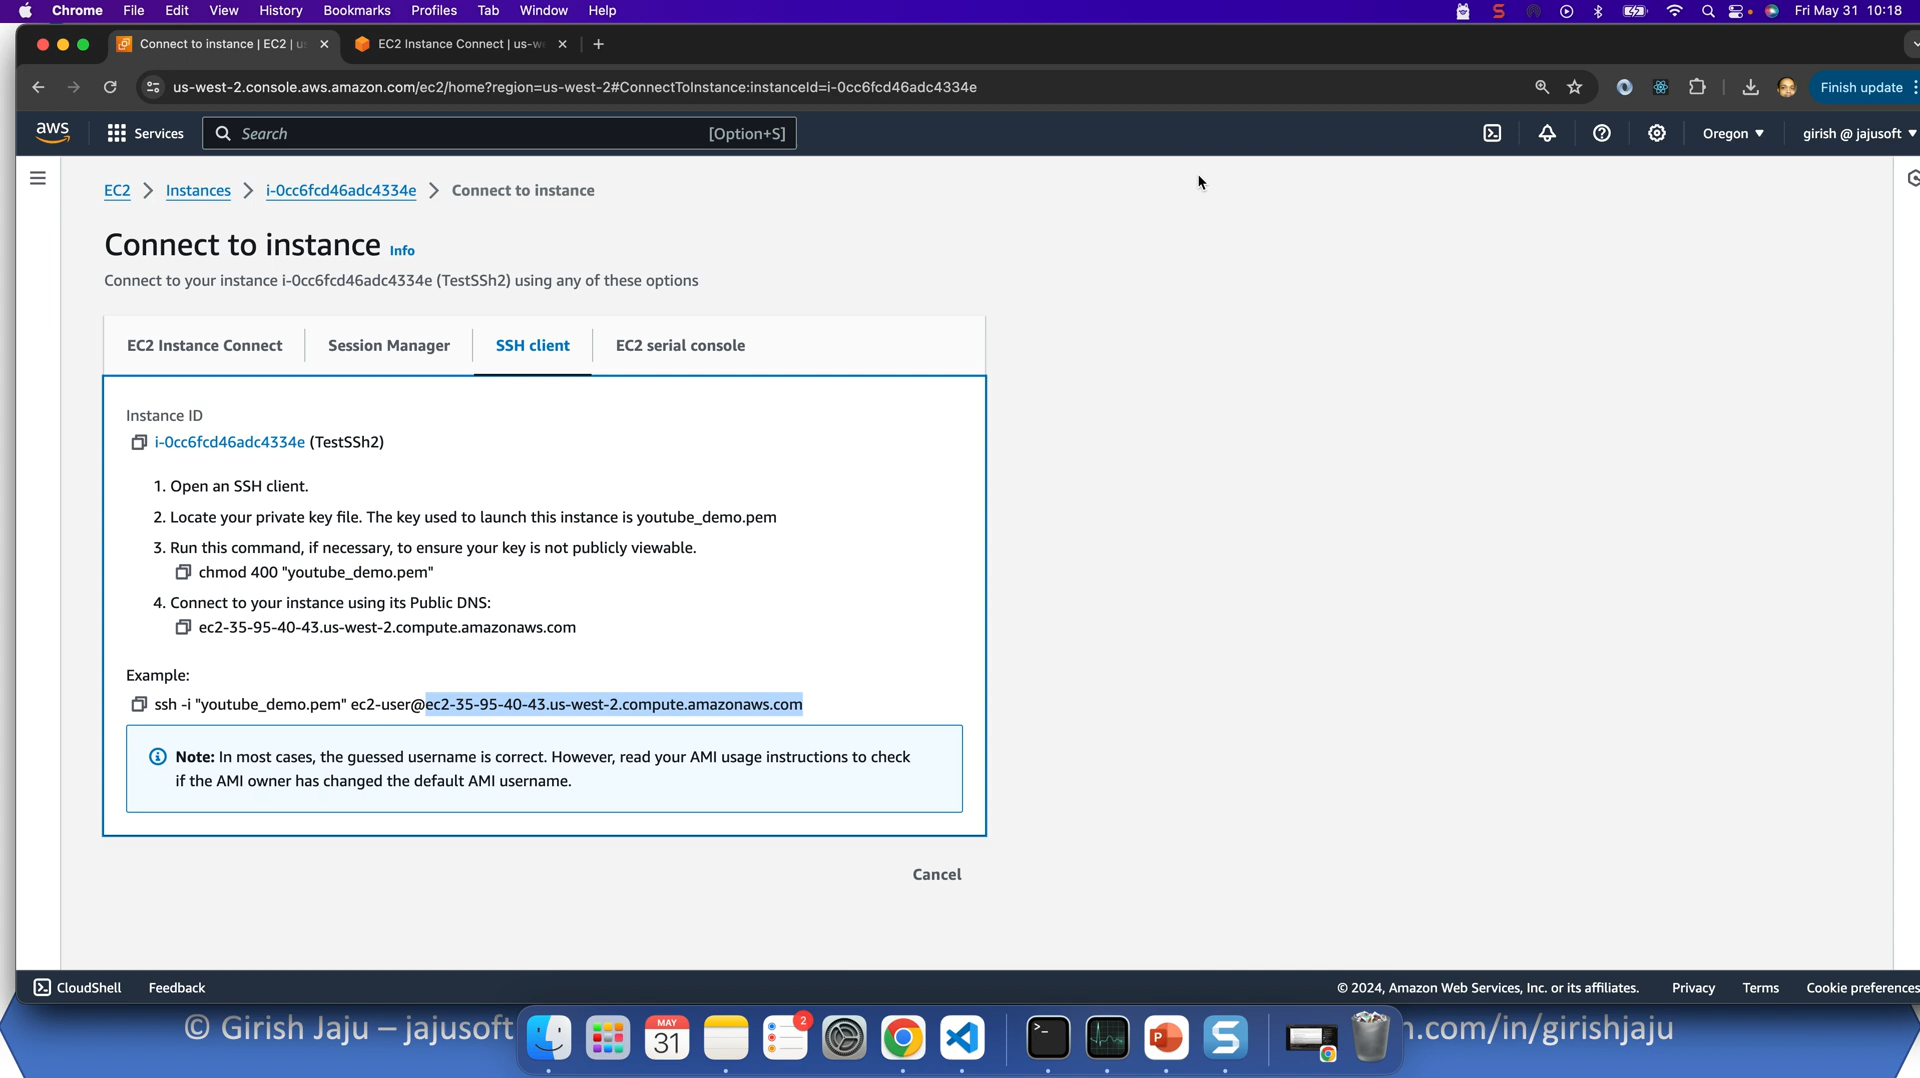 Chrome File Edit View History Bookmarks Profiles Tab Window Help Fri May 31 10:18
Connect to instance | EC2 | us
EC2 Instance Connect | us-we
us-west-2.console.aws.amazon.com/ec2/home?region=us-west-2#ConnectToInstance:instanceId=i-0cc6fcd46adc4334e
Finish update
aws Services Search [Option+S] Oregon girish @ jajusoft
EC2 Instances i-0cc6fcd46adc4334e Connect to instance
Connect to instance Info
Connect to your instance i-0cc6fcd46adc4334e (TestSSh2) using any of these options
EC2 Instance Connect Session Manager SSH client EC2 serial console
Instance ID
i-0cc6fcd46adc4334e (TestSSh2)
1. Open an SSH client.
2. Locate your private key file. The key used to launch this instance is youtube_demo.pem
3. Run this command, if necessary, to ensure your key is not publicly viewable.
chmod 400 "youtube_demo.pem"
4. Connect to your instance using its Public DNS:
ec2-35-95-40-43.us-west-2.compute.amazonaws.com
Example:
ssh -i "youtube_demo.pem" ec2-user@ec2-35-95-40-43.us-west-2.compute.amazonaws.com
Note: In most cases, the guessed username is correct. However, read your AMI usage instructions to check
if the AMI owner has changed the default AMI username.
Cancel
CloudShell Feedback © 2024, Amazon Web Services, Inc. or its affiliates. Privacy Terms Cookie preferences
© Girish Jaju – jajusoft
n.com/in/girishjaju
MAY
31
2